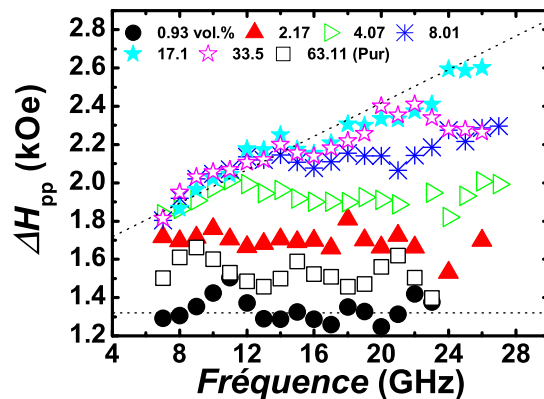 0.93 vol.% 2.17 4.07 8.01
17.1 33.5 63.11 (Pur)
2.8
2.6
2.4
2.2
2.0
1.8
1.6
1.4
1.2
ΔHpp (kOe)
4 8 12 16 20 24 28
Fréquence (GHz)